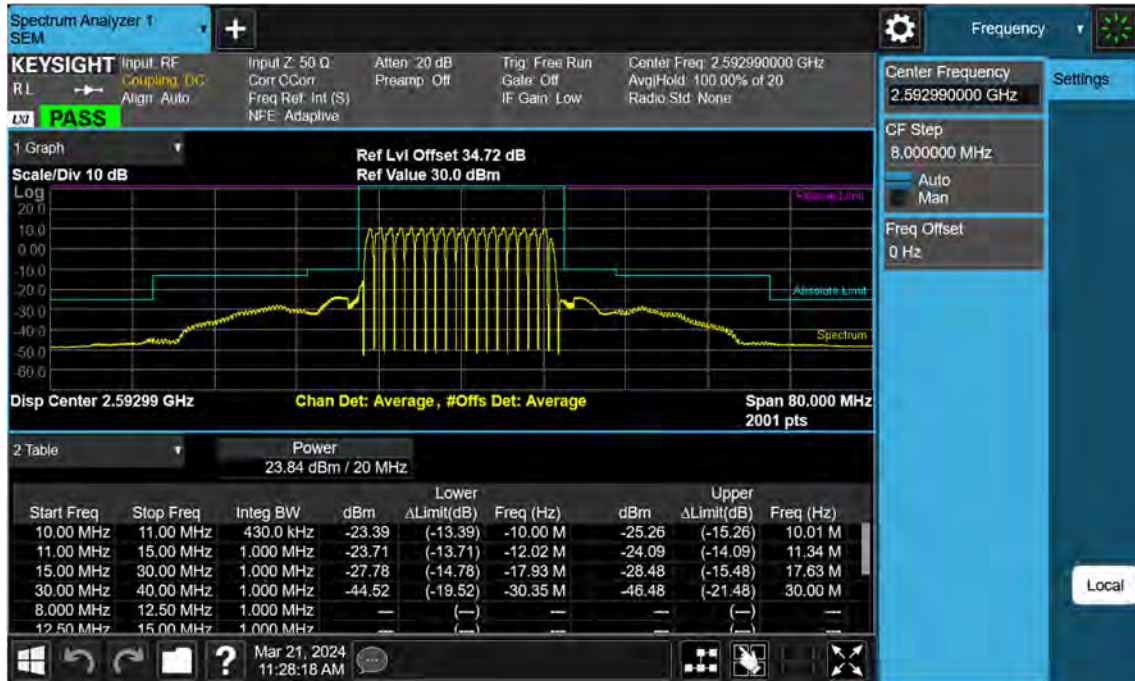 Spectrum Analyzer 1
SEM
Frequency
KEYSIGHT
RL
LXI
PASS
Input: RF
Coupling: DC
Align: Auto
Input Z: 50 Ω
Corr CCorr
Freq Ref: Int (S)
NFE: Adaptive
Atten: 20 dB
Preamp: Off
Trig: Free Run
Gate: Off
IF Gain: Low
Center Freq: 2.592990000 GHz
Avg|Hold: 100.00% of 20
Radio Std: None
Center Frequency
2.592990000 GHz
Settings
CF Step
8.000000 MHz
Auto
Man
Freq Offset
0 Hz
Local
1 Graph
Scale/Div 10 dB
Ref Lvl Offset 34.72 dB
Ref Value 30.0 dBm
Log
20.0
10.0
0.00
-10.0
-20.0
-30.0
-40.0
-50.0
-60.0
Relative Limit
Absolute Limit
Spectrum
Disp Center 2.59299 GHz
Chan Det: Average, #Offs Det: Average
Span 80.000 MHz
2001 pts
2 Table
Power
23.84 dBm / 20 MHz
Lower Upper
Start Freq Stop Freq Integ BW dBm ΔLimit(dB) Freq (Hz) dBm ΔLimit(dB) Freq (Hz)
10.00 MHz 11.00 MHz 430.0 kHz -23.39 (-13.39) -10.00 M -25.26 (-15.26) 10.01 M
11.00 MHz 15.00 MHz 1.000 MHz -23.71 (-13.71) -12.02 M -24.09 (-14.09) 11.34 M
15.00 MHz 30.00 MHz 1.000 MHz -27.78 (-14.78) -17.93 M -28.48 (-15.48) 17.63 M
30.00 MHz 40.00 MHz 1.000 MHz -44.52 (-19.52) -30.35 M -46.48 (-21.48) 30.00 M
8.000 MHz 12.50 MHz 1.000 MHz --- (---) --- --- (---) ---
12.50 MHz 15.00 MHz 1.000 MHz --- (---) --- --- (---) ---
?
Mar 21, 2024
11:28:18 AM